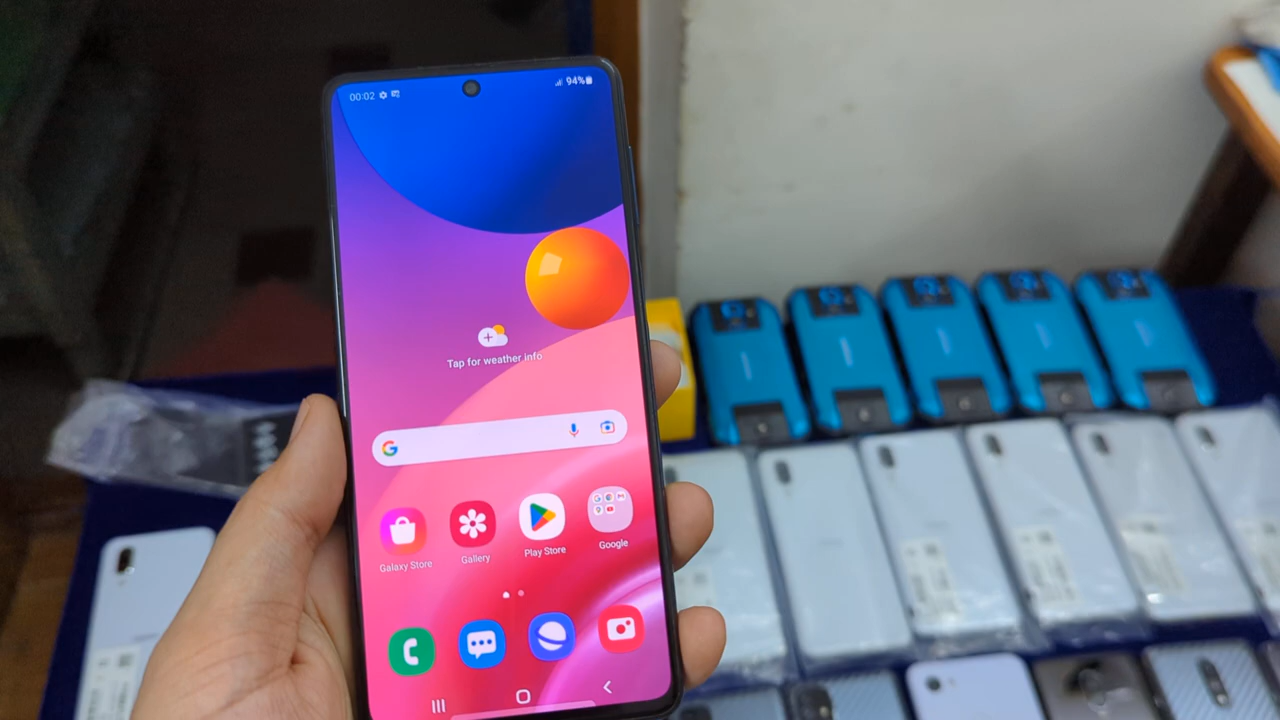 00:02
94%
Tap for weather info
Galaxy Store
Gallery
Play Store
Google